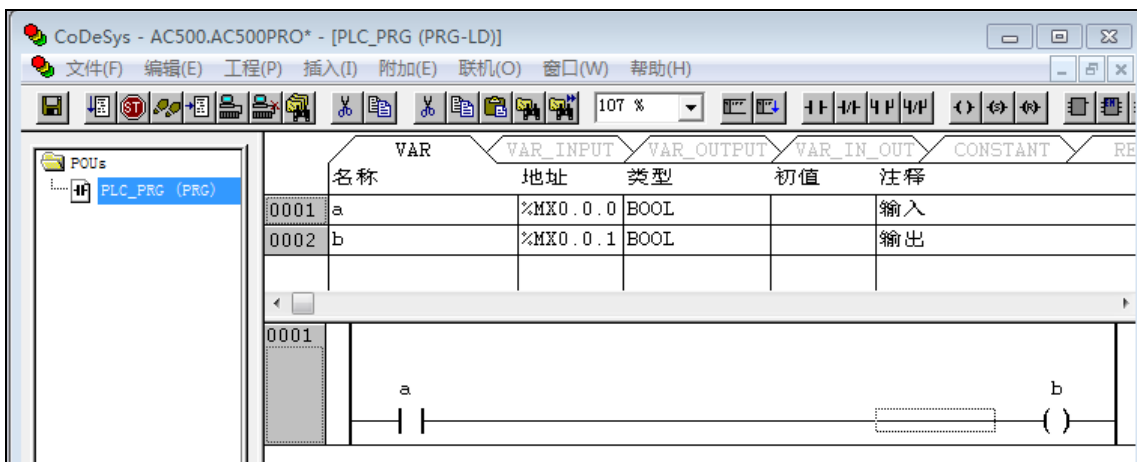 CoDeSys - AC500.AC500PRO* - [PLC_PRG (PRG-LD)]
文件(F) 编辑(E) 工程(P) 插入(I) 附加(E) 联机(O) 窗口(W) 帮助(H)
107 %
POUs
PLC_PRG (PRG)
VAR VAR_INPUT VAR_OUTPUT VAR_IN_OUT CONSTANT RE
名称 地址 类型 初值 注释
0001 a %MX0.0.0 BOOL 输入
0002 b %MX0.0.1 BOOL 输出
0001
a b